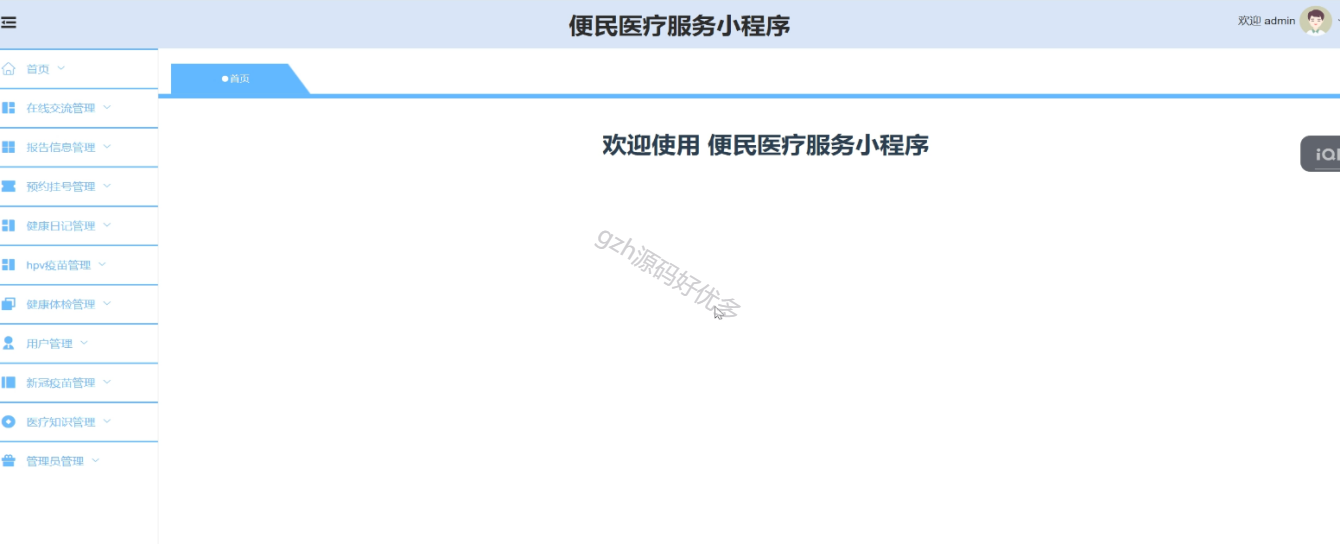 便民医疗服务小程序
欢迎 admin
首页
在线交流管理
报告信息管理
预约挂号管理
健康日记管理
hpv疫苗管理
健康体检管理
用户管理
新冠疫苗管理
医疗知识管理
管理员管理
首页
欢迎使用 便民医疗服务小程序
gzh源码好优多